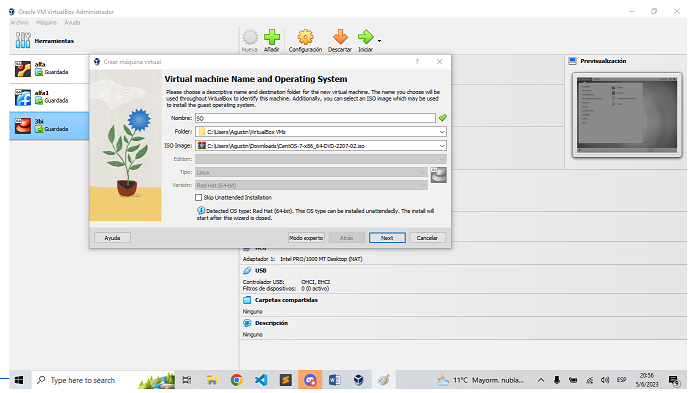 Oracle VM VirtualBox Administrador
Archivo Máquina Ayuda
Herramientas
Nueva Añadir Configuración Descartar Iniciar
alfa
Guardada
alfa1
Guardada
3bi
Guardada
Previsualización
Crear máquina virtual
Virtual machine Name and Operating System
Please choose a descriptive name and destination folder for the new virtual machine. The name you choose will be
used throughout VirtualBox to identify this machine. Additionally, you can select an ISO image which may be used
to install the guest operating system.
Nombre: SO
Folder: C:\Users\Agustin\VirtualBox VMs
ISO Image: C:\Users\Agustin\Downloads\CentOS-7-x86_64-DVD-2207-02.iso
Edition:
Tipo: Linux
Versión: Red Hat (64-bit)
Skip Unattended Installation
Detected OS type: Red Hat (64-bit). This OS type can be installed unattendedly. The install will
start after this wizard is closed.
Ayuda Modo experto Atrás Next Cancelar
Adaptador 1: Intel PRO/1000 MT Desktop (NAT)
USB
Controlador USB: OHCI, EHCI
Filtros de dispositivos: 0 (0 activo)
Carpetas compartidas
Ninguno
Descripción
Ninguno
Type here to search
11°C Mayorm. nubla...
ESP
20:56
5/6/2023